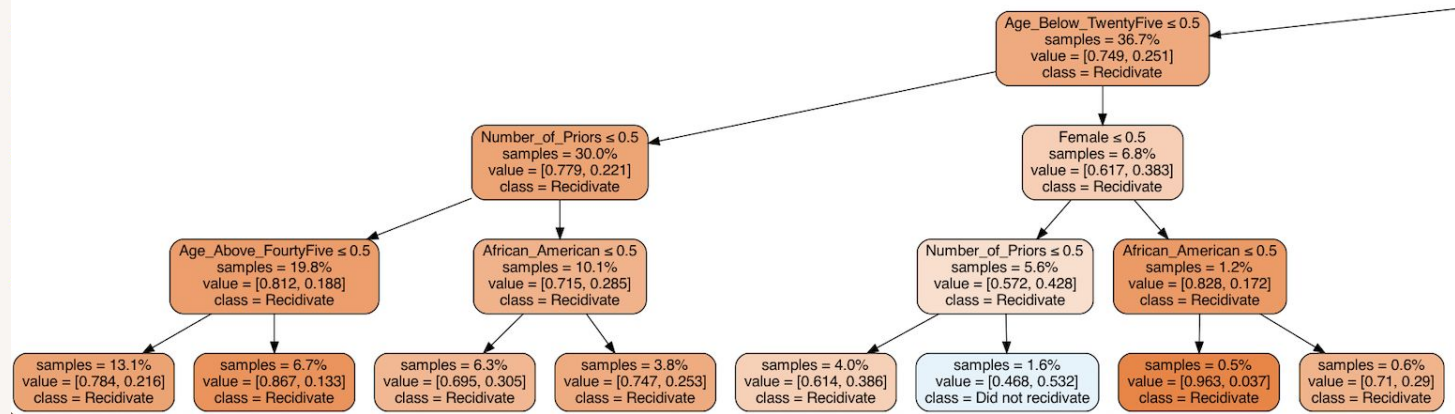 Age_Below_TwentyFive ≤ 0.5
samples = 36.7%
value = [0.749, 0.251]
class = Recidivate
Number_of_Priors ≤ 0.5
samples = 30.0%
value = [0.779, 0.221]
class = Recidivate
Female ≤ 0.5
samples = 6.8%
value = [0.617, 0.383]
class = Recidivate
Age_Above_FourtyFive ≤ 0.5
samples = 19.8%
value = [0.812, 0.188]
class = Recidivate
African_American ≤ 0.5
samples = 10.1%
value = [0.715, 0.285]
class = Recidivate
Number_of_Priors ≤ 0.5
samples = 5.6%
value = [0.572, 0.428]
class = Recidivate
African_American ≤ 0.5
samples = 1.2%
value = [0.828, 0.172]
class = Recidivate
samples = 13.1%
value = [0.784, 0.216]
class = Recidivate
samples = 6.7%
value = [0.867, 0.133]
class = Recidivate
samples = 6.3%
value = [0.695, 0.305]
class = Recidivate
samples = 3.8%
value = [0.747, 0.253]
class = Recidivate
samples = 4.0%
value = [0.614, 0.386]
class = Recidivate
samples = 1.6%
value = [0.468, 0.532]
class = Did not recidivate
samples = 0.5%
value = [0.963, 0.037]
class = Recidivate
samples = 0.6%
value = [0.71, 0.29]
class = Recidivate